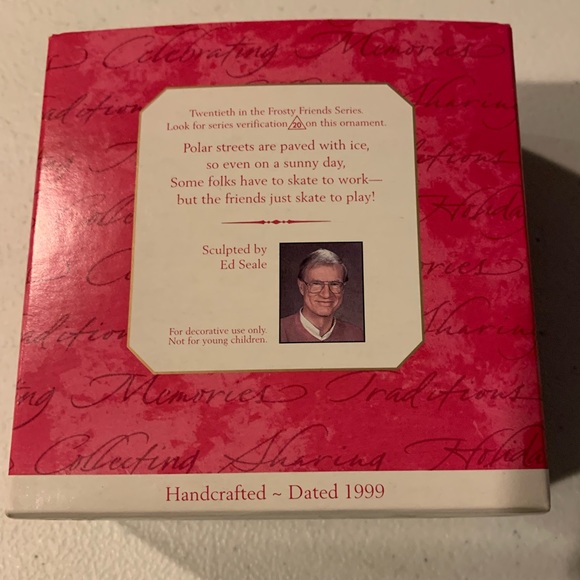 Celebrating Memories
Traditions Sharing
Twentieth in the Frosty Friends Series.
Look for series verification 20 on this ornament.
Polar streets are paved with ice,
so even on a sunny day,
Some folks have to skate to work—
but the friends just skate to play!
Sculpted by
Ed Seale
For decorative use only.
Not for young children.
Memories Traditions
Collecting Sharing
Handcrafted ~ Dated 1999